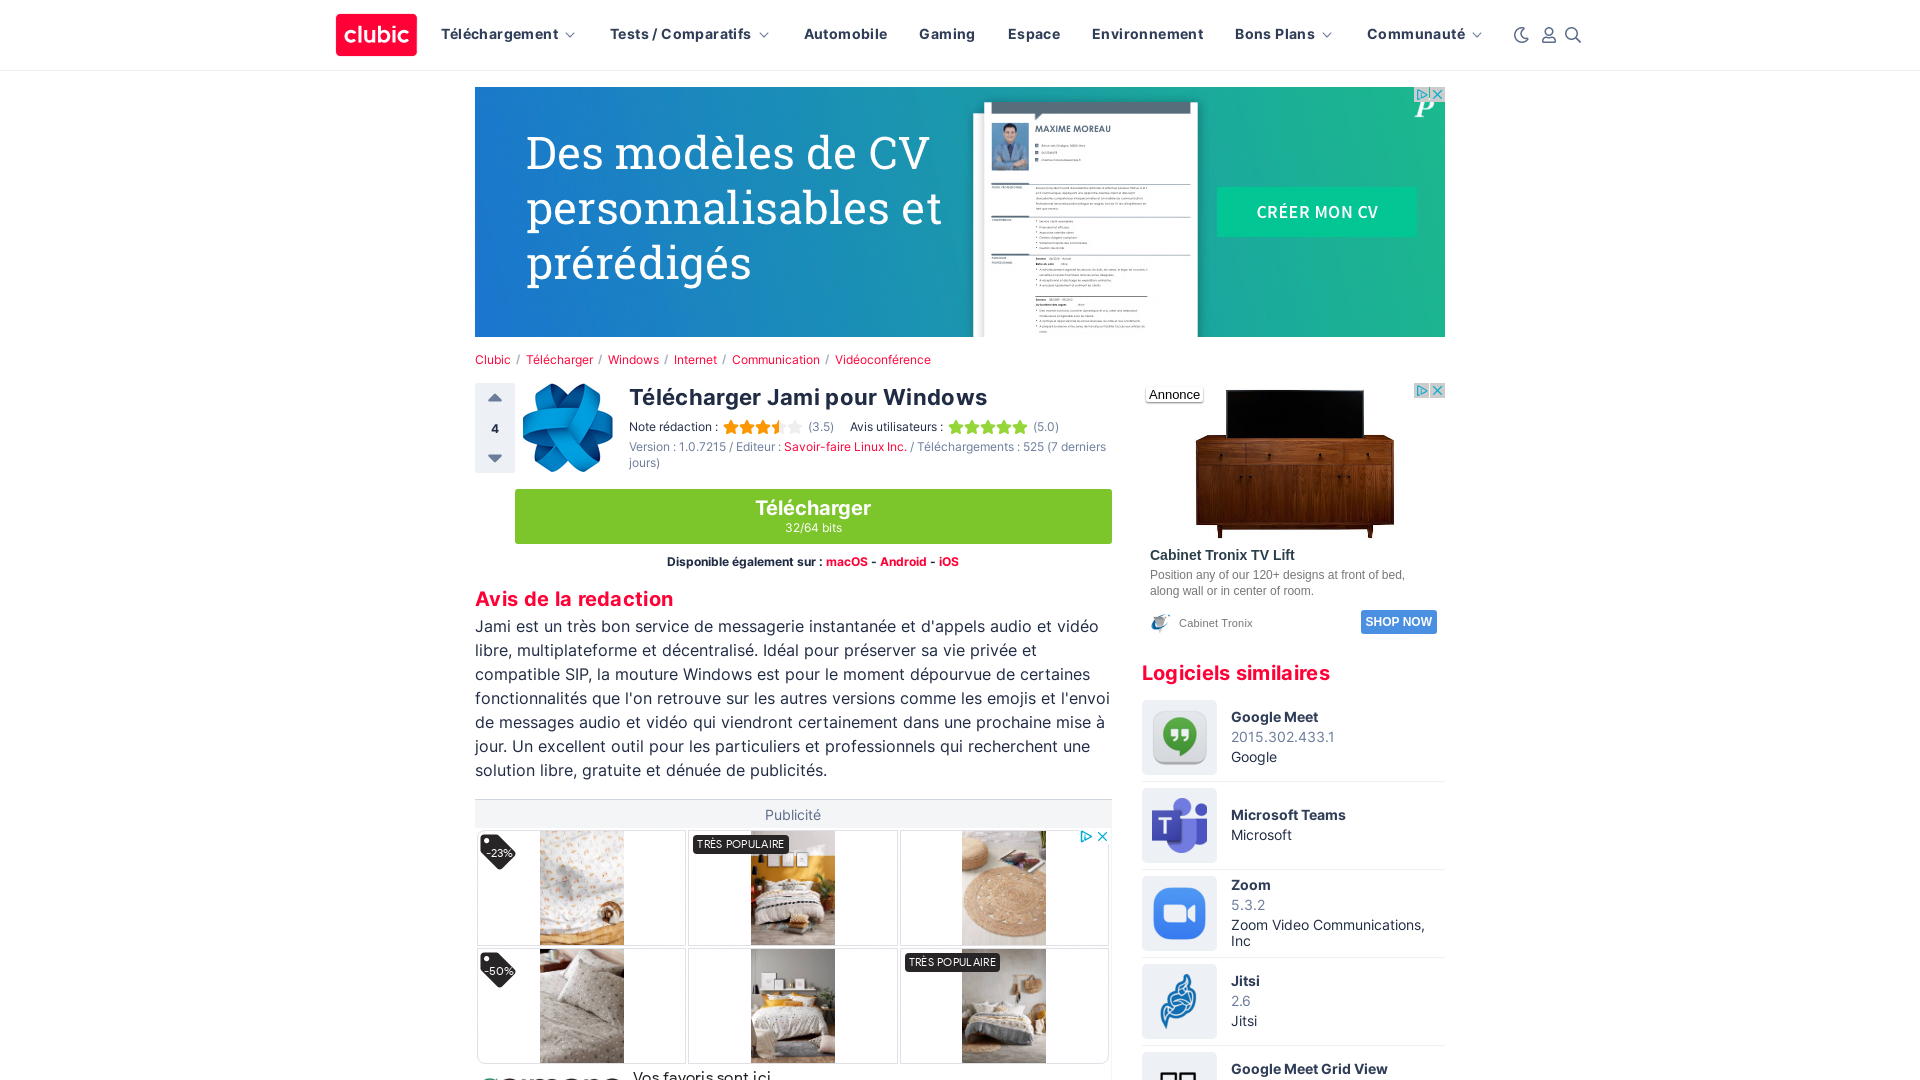 clubic
Téléchargement
Tests / Comparatifs
Automobile
Gaming
Espace
Environnement
Bons Plans
Communauté
Des modèles de CV
personnalisables et
prérédigés
MAXIME MOREAU
CRÉER MON CV
P
Clubic / Télécharger / Windows / Internet / Communication / Vidéoconférence
4
Télécharger Jami pour Windows
Note rédaction : (3.5) Avis utilisateurs : (5.0)
Version : 1.0.7215 / Editeur : Savoir-faire Linux Inc. / Téléchargements : 525 (7 derniers
jours)
Télécharger
32/64 bits
Disponible également sur : macOS - Android - iOS
Avis de la redaction
Jami est un très bon service de messagerie instantanée et d'appels audio et vidéo
libre, multiplateforme et décentralisé. Idéal pour préserver sa vie privée et
compatible SIP, la mouture Windows est pour le moment dépourvue de certaines
fonctionnalités que l'on retrouve sur les autres versions comme les emojis et l'envoi
de messages audio et vidéo qui viendront certainement dans une prochaine mise à
jour. Un excellent outil pour les particuliers et professionnels qui recherchent une
solution libre, gratuite et dénuée de publicités.
Publicité
-23%
TRÈS POPULAIRE
-50%
TRÈS POPULAIRE
Vos favoris sont ici
Annonce
Cabinet Tronix TV Lift
Position any of our 120+ designs at front of bed,
along wall or in center of room.
Cabinet Tronix
SHOP NOW
Logiciels similaires
Google Meet
2015.302.433.1
Google
Microsoft Teams
Microsoft
Zoom
5.3.2
Zoom Video Communications,
Inc
Jitsi
2.6
Jitsi
Google Meet Grid View